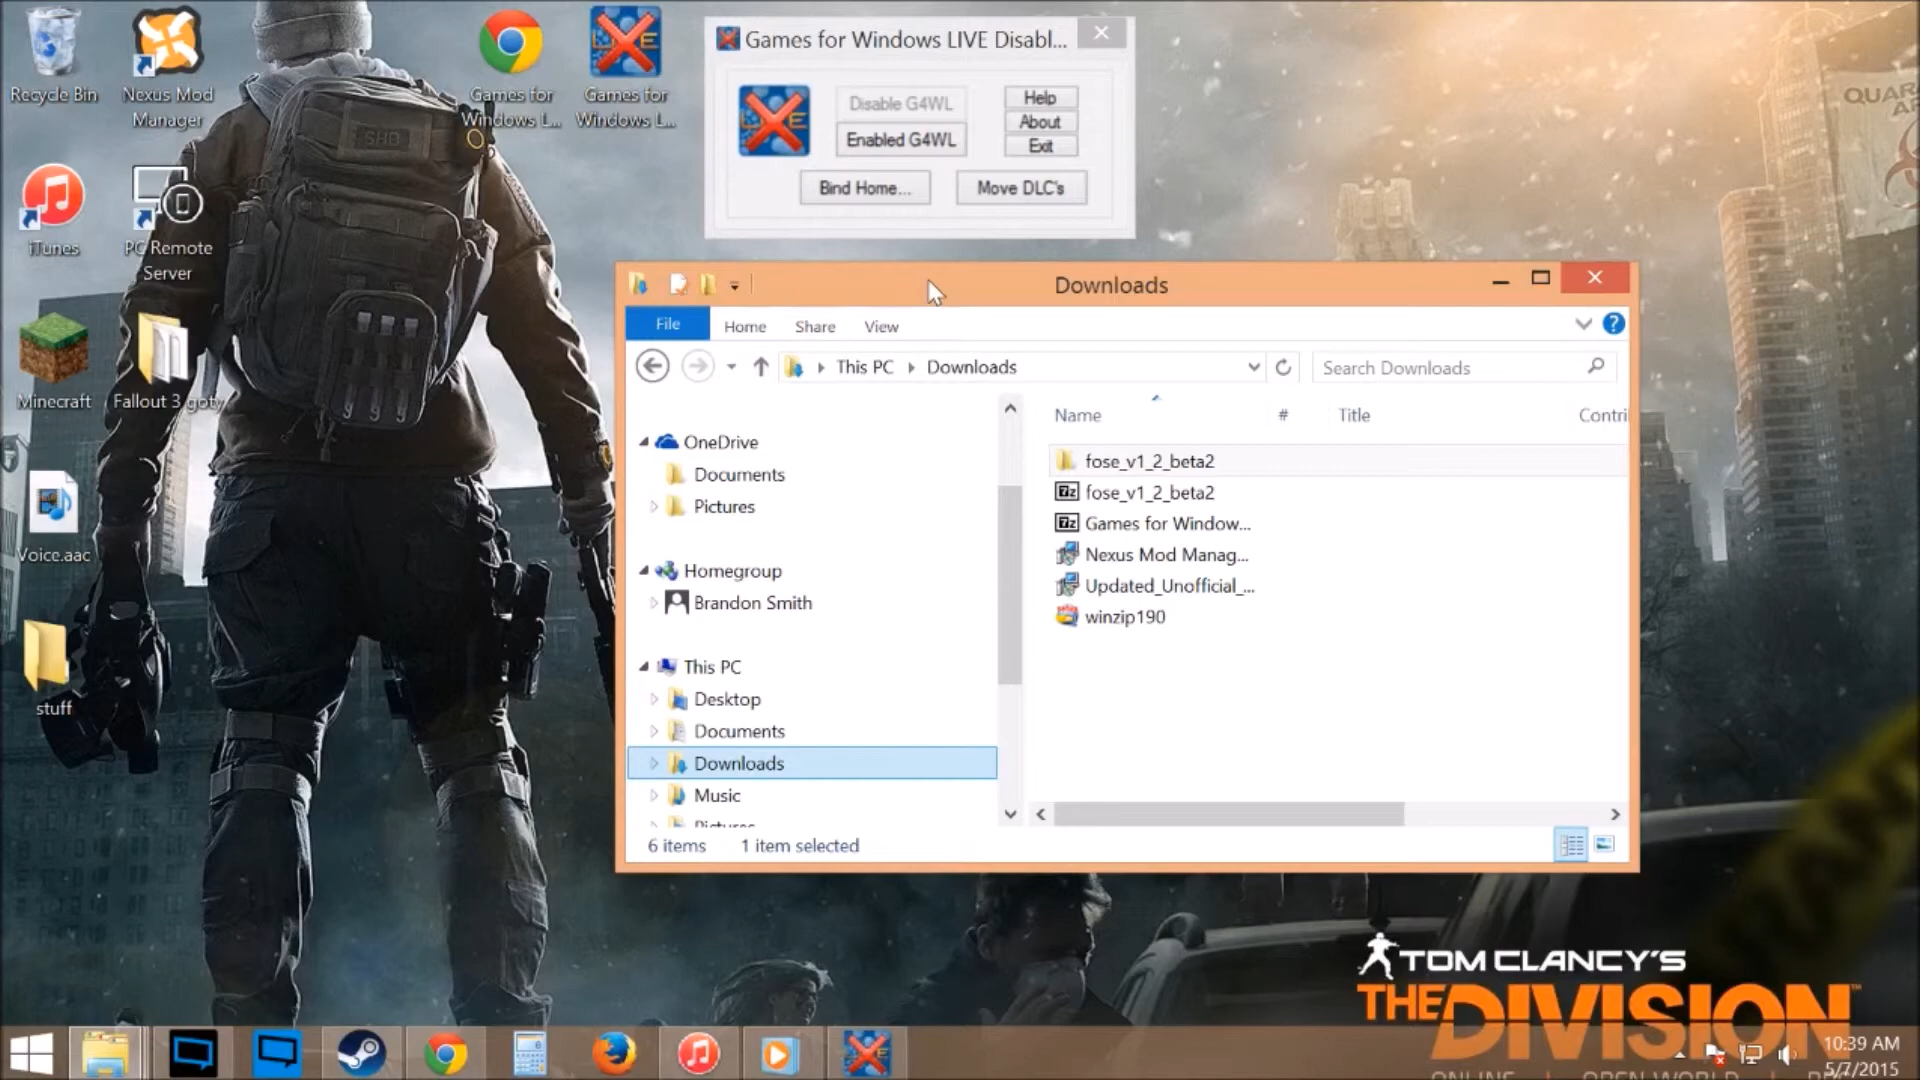 Recycle Bin
Nexus Mod
Manager
Games for
Windows L...
Games for
Windows L...
iTunes
PC Remote
Server
Minecraft
Fallout 3 goty
Voice.aac
stuff
SHD
Games for Windows LIVE Disabl...
Disable G4WL
Enabled G4WL
Help
About
Exit
Bind Home...
Move DLC's
Downloads
File
Home
Share
View
This PC
Downloads
Search Downloads
Name
#
Title
Contri
OneDrive
Documents
Pictures
Homegroup
Brandon Smith
This PC
Desktop
Documents
Downloads
Music
Pictures
fose_v1_2_beta2
fose_v1_2_beta2
Games for Window...
Nexus Mod Manag...
Updated_Unofficial_...
winzip190
6 items
1 item selected
QUAR
TOM CLANCY'S
THE DIVISION
10:39 AM
5/7/2015